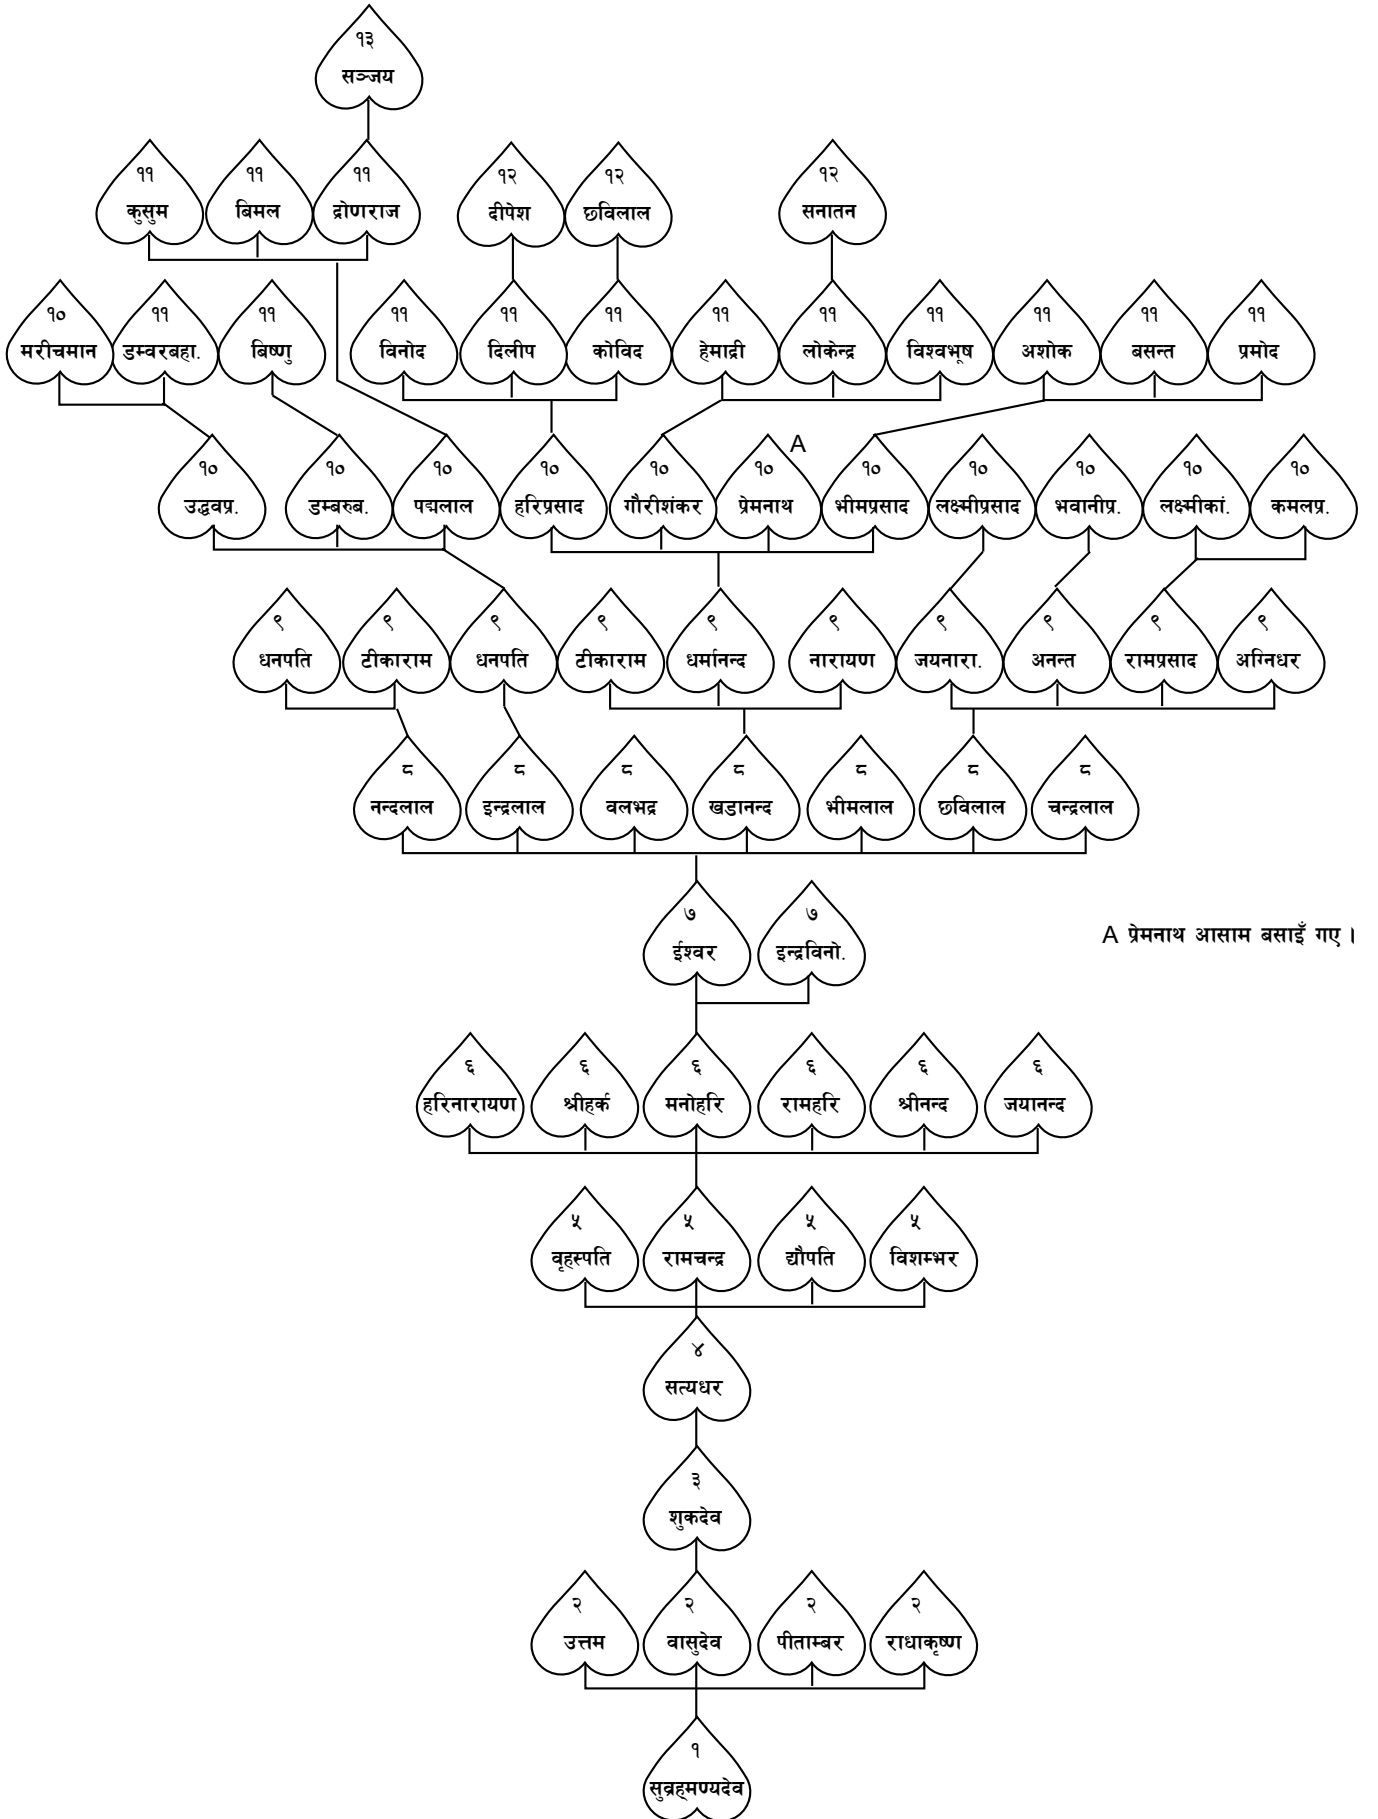 १३
सञ्जय
११ ११ ११ १२ १२ १२
कुसुम बिमल द्रोणराज दीपेश छविलाल सनातन
१० ११ ११ ११ ११ ११ ११ ११ ११ ११ ११ ११
मरीचमान डम्वरबहा. बिष्णु विनोद दिलीप कोविद हेमाद्री लोकेन्द्र विश्वभूष अशोक बसन्त प्रमोद
A
१० १० १० १० १० १० १० १० १० १० १०
उद्धवप्र. डम्बरुब. पद्मलाल हरिप्रसाद गौरीशंकर प्रेमनाथ भीमप्रसाद लक्ष्मीप्रसाद भवानीप्र. लक्ष्मीकां. कमलप्र.
९ ९ ९ ९ ९ ९ ९ ९ ९ ९
धनपति टीकाराम धनपति टीकाराम धर्मानन्द नारायण जयनारा. अनन्त रामप्रसाद अग्निधर
८ ८ ८ ८ ८ ८ ८
नन्दलाल इन्द्रलाल वलभद्र खडानन्द भीमलाल छविलाल चन्द्रलाल
७ ७
ईश्वर इन्द्रविनो.
A प्रेमनाथ आसाम बसाइँ गए ।
६ ६ ६ ६ ६ ६
हरिनारायण श्रीहर्क मनोहरि रामहरि श्रीनन्द जयानन्द
५ ५ ५ ५
वृहस्पति रामचन्द्र द्यौपति विशम्भर
४
सत्यधर
३
शुकदेव
२ २ २ २
उत्तम वासुदेव पीताम्बर राधाकृष्ण
१
सुब्रह्मण्यदेव